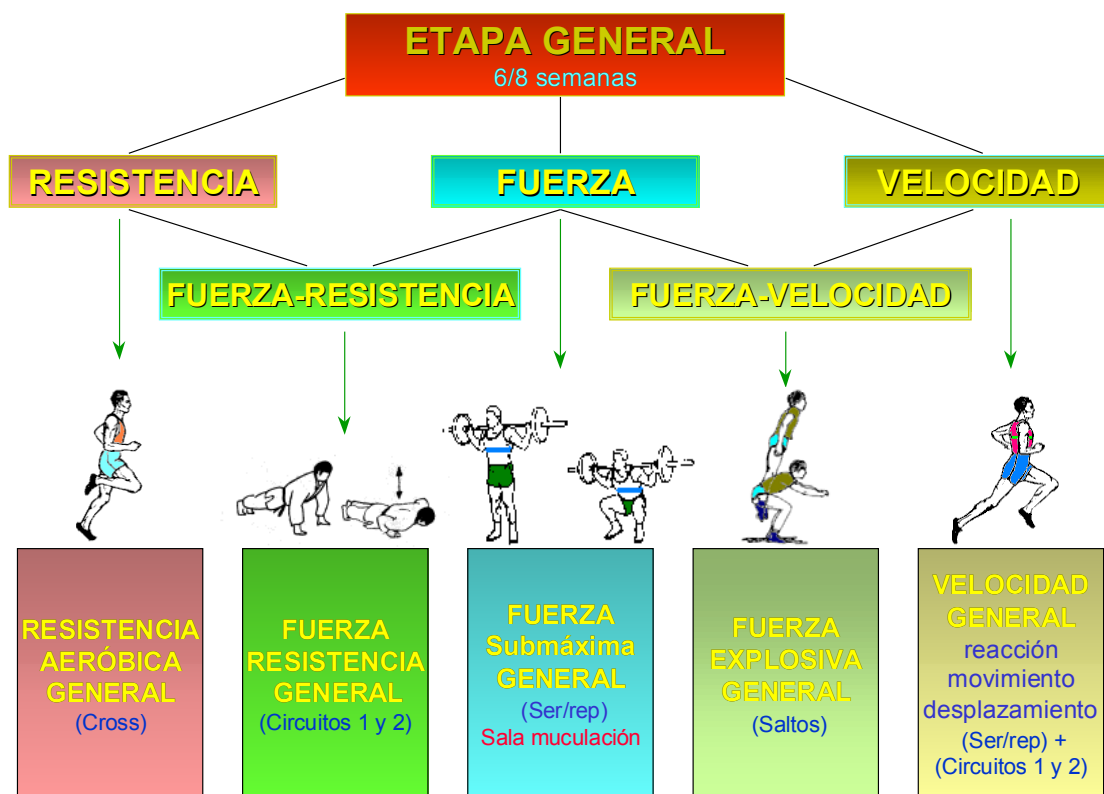 ETAPA GENERAL
6/8 semanas
RESISTENCIA
FUERZA
VELOCIDAD
FUERZA-RESISTENCIA
FUERZA-VELOCIDAD
RESISTENCIA
AERÓBICA
GENERAL
(Cross)
FUERZA
RESISTENCIA
GENERAL
(Circuitos 1 y 2)
FUERZA
Submáxima
GENERAL
(Ser/rep)
Sala muculación
FUERZA
EXPLOSIVA
GENERAL
(Saltos)
VELOCIDAD
GENERAL
reacción
movimiento
desplazamiento
(Ser/rep) +
(Circuitos 1 y 2)